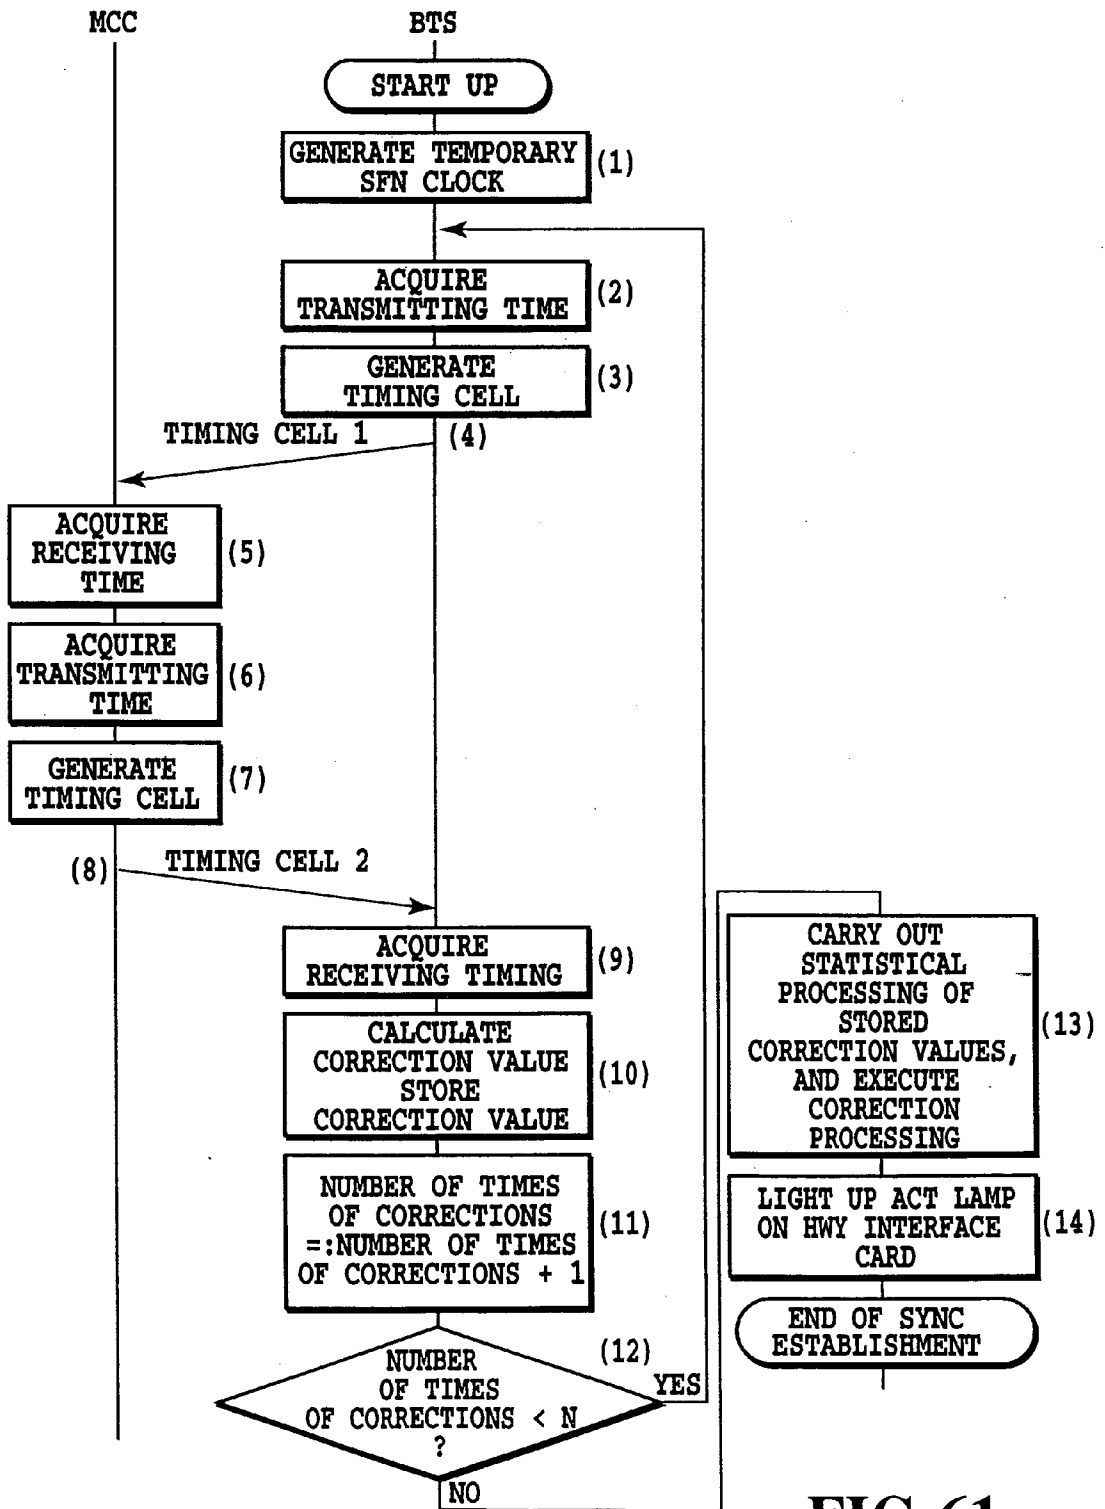 MCC
BTS
START UP
GENERATE TEMPORARY
SFN CLOCK
(1)
ACQUIRE
TRANSMITTING TIME
(2)
GENERATE
TIMING CELL
(3)
TIMING CELL 1
(4)
ACQUIRE
RECEIVING
TIME
(5)
ACQUIRE
TRANSMITTING
TIME
(6)
GENERATE
TIMING CELL
(7)
(8)
TIMING CELL 2
ACQUIRE
RECEIVING TIMING
(9)
CALCULATE
CORRECTION VALUE
STORE
CORRECTION VALUE
(10)
NUMBER OF TIMES
OF CORRECTIONS
=:NUMBER OF TIMES
OF CORRECTIONS + 1
(11)
NUMBER
OF TIMES
OF CORRECTIONS < N
?
(12)
YES
NO
CARRY OUT
STATISTICAL
PROCESSING OF
STORED
CORRECTION VALUES,
AND EXECUTE
CORRECTION
PROCESSING
(13)
LIGHT UP ACT LAMP
ON HWY INTERFACE
CARD
(14)
END OF SYNC
ESTABLISHMENT
FIG.61